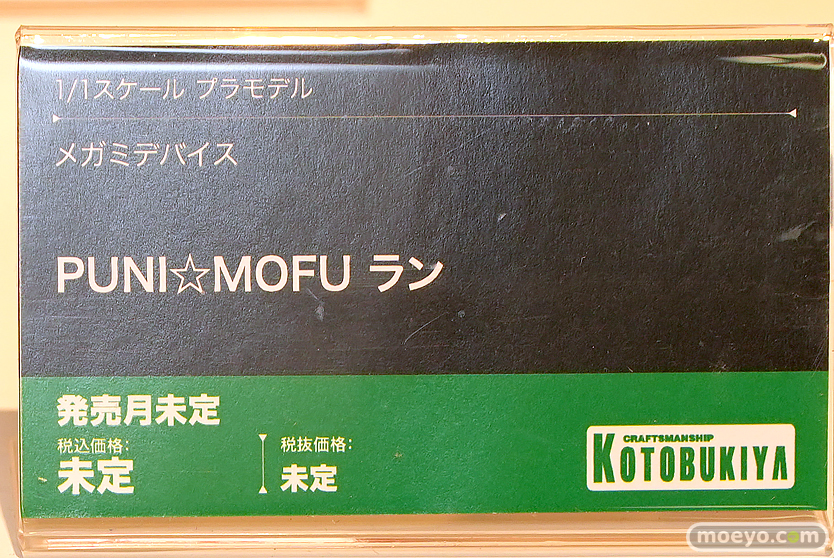 1/1スケール プラモデル
メガミデバイス
PUNI☆MOFU ラン
発売月未定
税込価格:
未定
税抜価格:
未定
CRAFTSMANSHIP
KOTOBUKIYA
moeyo.com